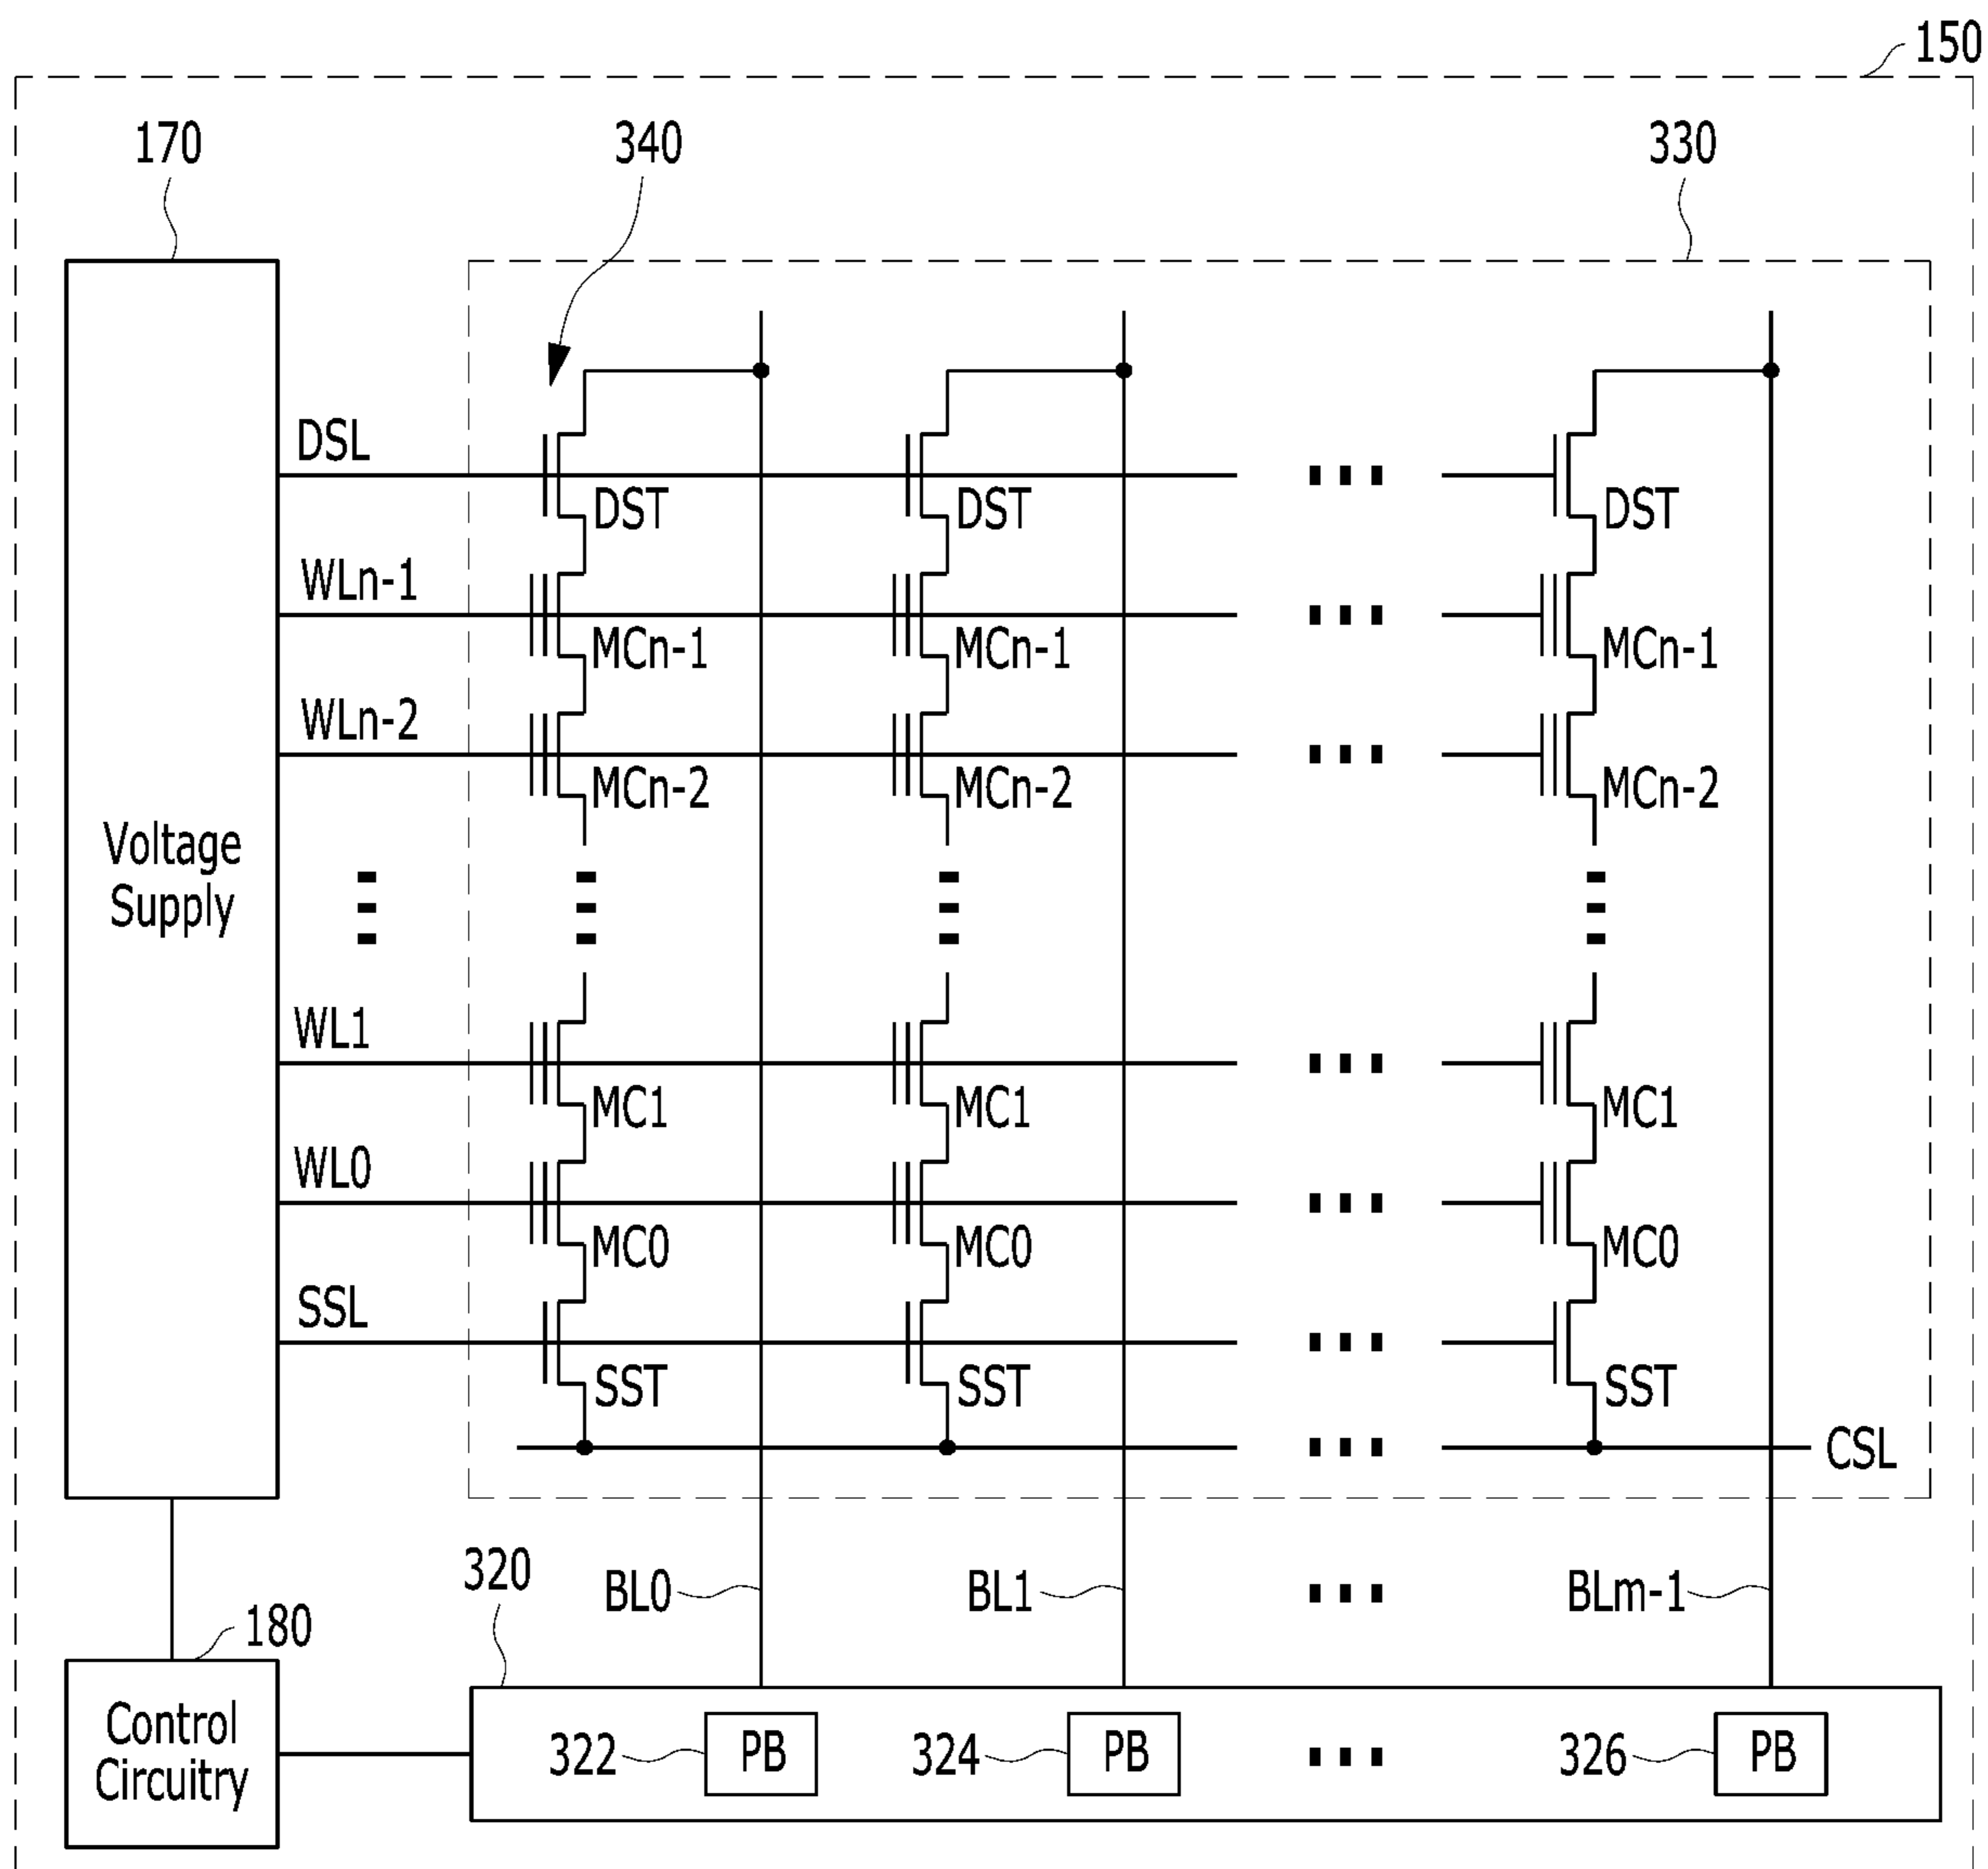 150
170
340
330
DSL
DST DST DST
WLn-1
MCn-1 MCn-1 MCn-1
WLn-2
MCn-2 MCn-2 MCn-2
Voltage
Supply
WL1
MC1 MC1 MC1
WL0
MC0 MC0 MC0
SSL
SST SST SST
CSL
320
BL0 BL1 BLm-1
180
Control
Circuitry
322 PB 324 PB 326 PB